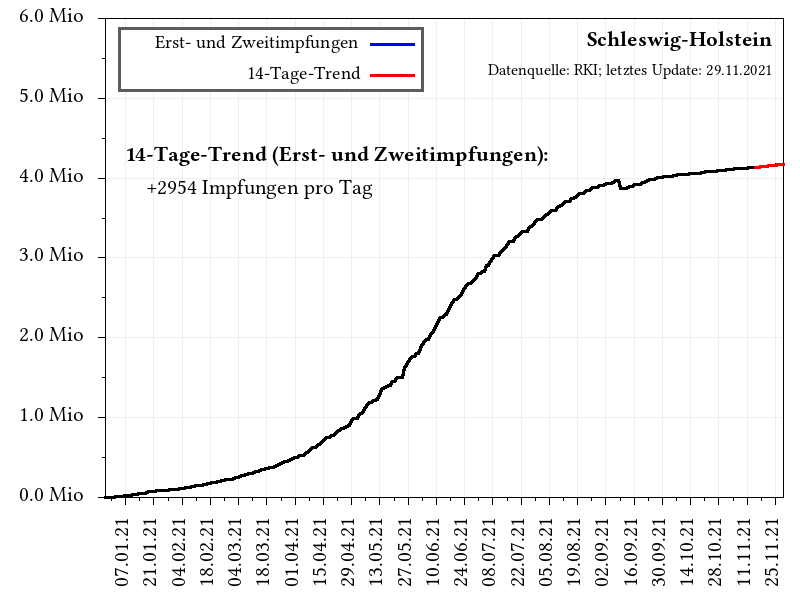 6.0 Mio
Erst- und Zweitimpfungen
14-Tage-Trend
Schleswig-Holstein
Datenquelle: RKI; letztes Update: 29.11.2021
5.0 Mio
14-Tage-Trend (Erst- und Zweitimpfungen):
+2954 Impfungen pro Tag
4.0 Mio
3.0 Mio
2.0 Mio
1.0 Mio
0.0 Mio
07.01.21
21.01.21
04.02.21
18.02.21
04.03.21
18.03.21
01.04.21
15.04.21
29.04.21
13.05.21
27.05.21
10.06.21
24.06.21
08.07.21
22.07.21
05.08.21
19.08.21
02.09.21
16.09.21
30.09.21
14.10.21
28.10.21
11.11.21
25.11.21